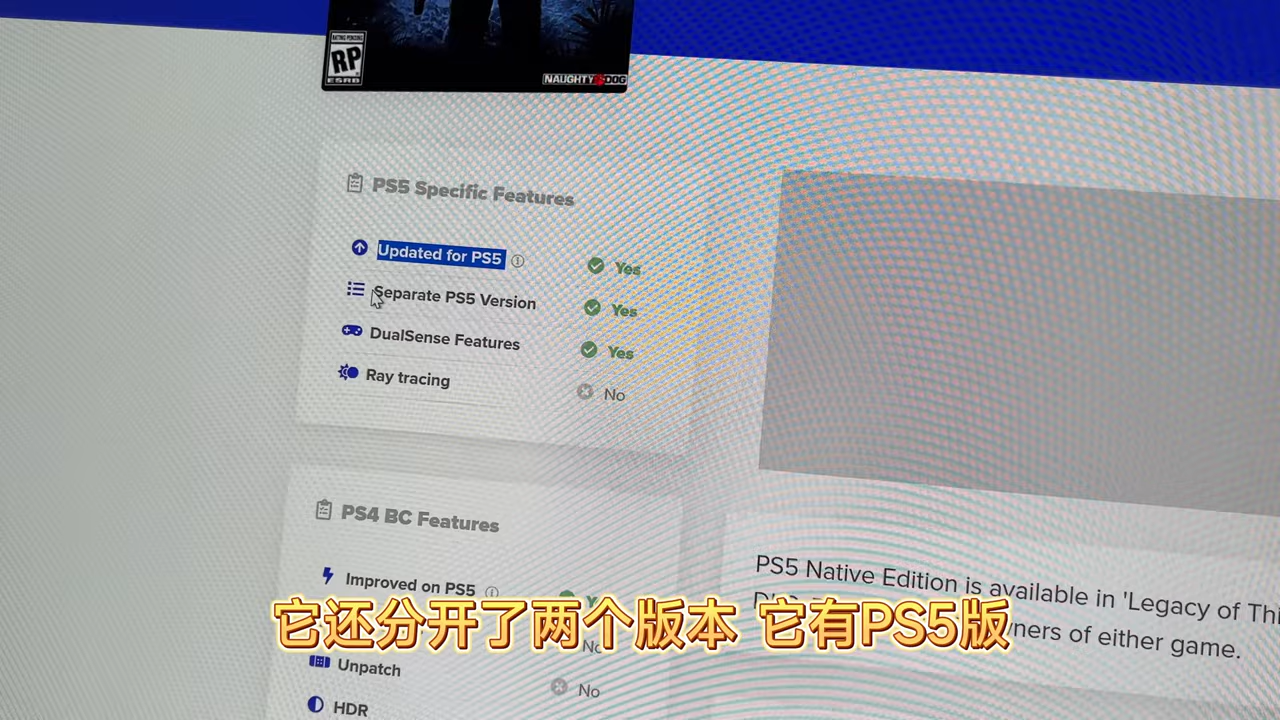 RP
ESRB
NAUGHTY DOG
PS5 Specific Features
Updated for PS5
Yes
Separate PS5 Version
Yes
DualSense Features
Yes
Ray tracing
No
PS4 BC Features
Improved on PS5
PS5 Native Edition is available in 'Legacy of Thi
ners of either game.
它还分开了两个版本 它有PS5版
No
Unpatch
No
HDR